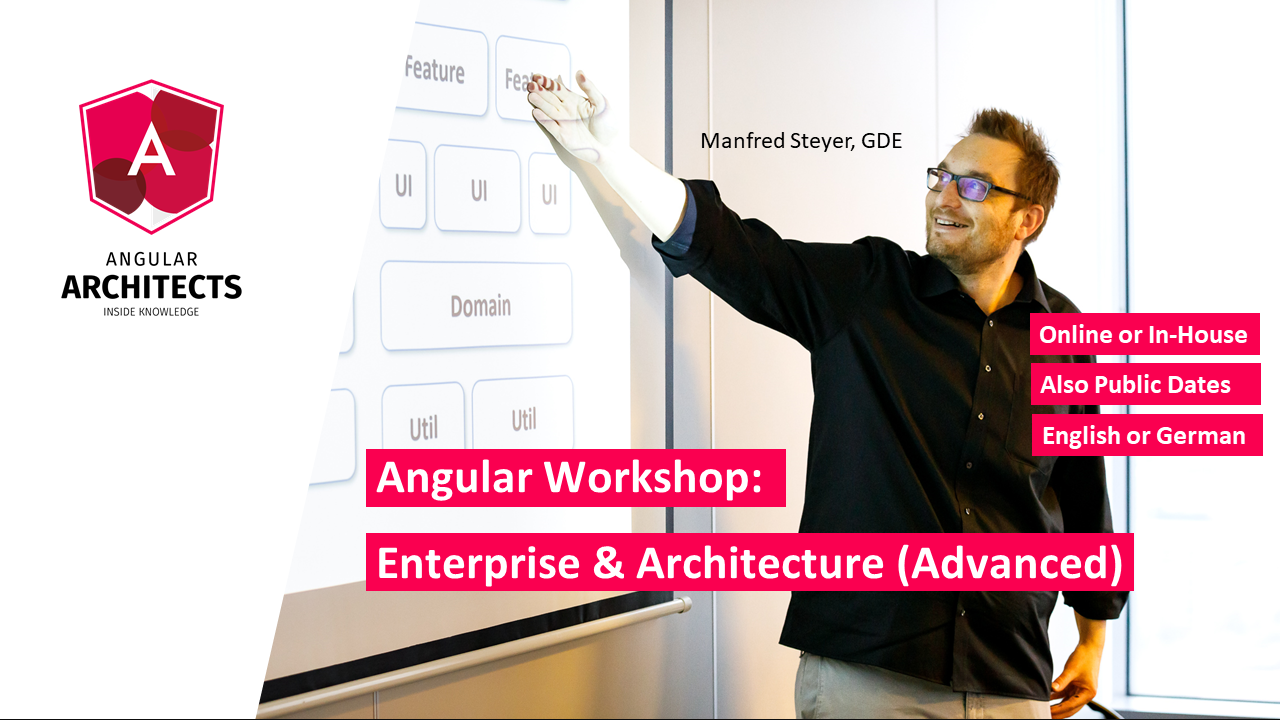 A
ANGULAR
ARCHITECTS
INSIDE KNOWLEDGE
Feature
Feature
UI
UI
UI
Domain
Util
Util
Manfred Steyer, GDE
Online or In-House
Also Public Dates
English or German
Angular Workshop:
Enterprise & Architecture (Advanced)